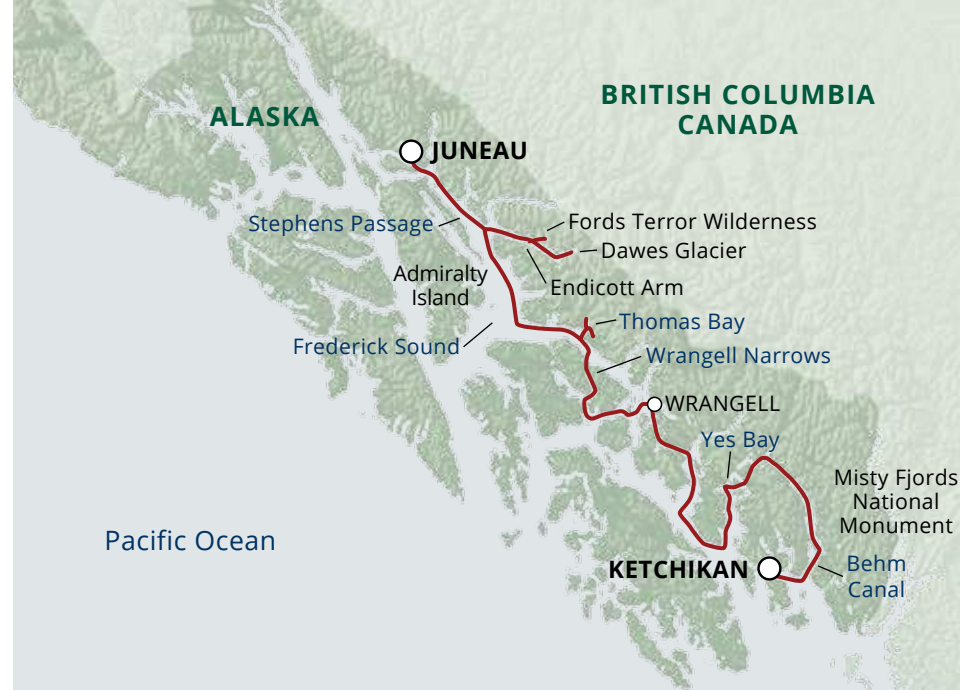 BRITISH COLUMBIA
CANADA
ALASKA
JUNEAU
Stephens Passage
Fords Terror Wilderness
Dawes Glacier
Admiralty
Island
Endicott Arm
Thomas Bay
Frederick Sound
Wrangell Narrows
WRANGELL
Yes Bay
Misty Fjords
National
Monument
Pacific Ocean
KETCHIKAN
Behm
Canal